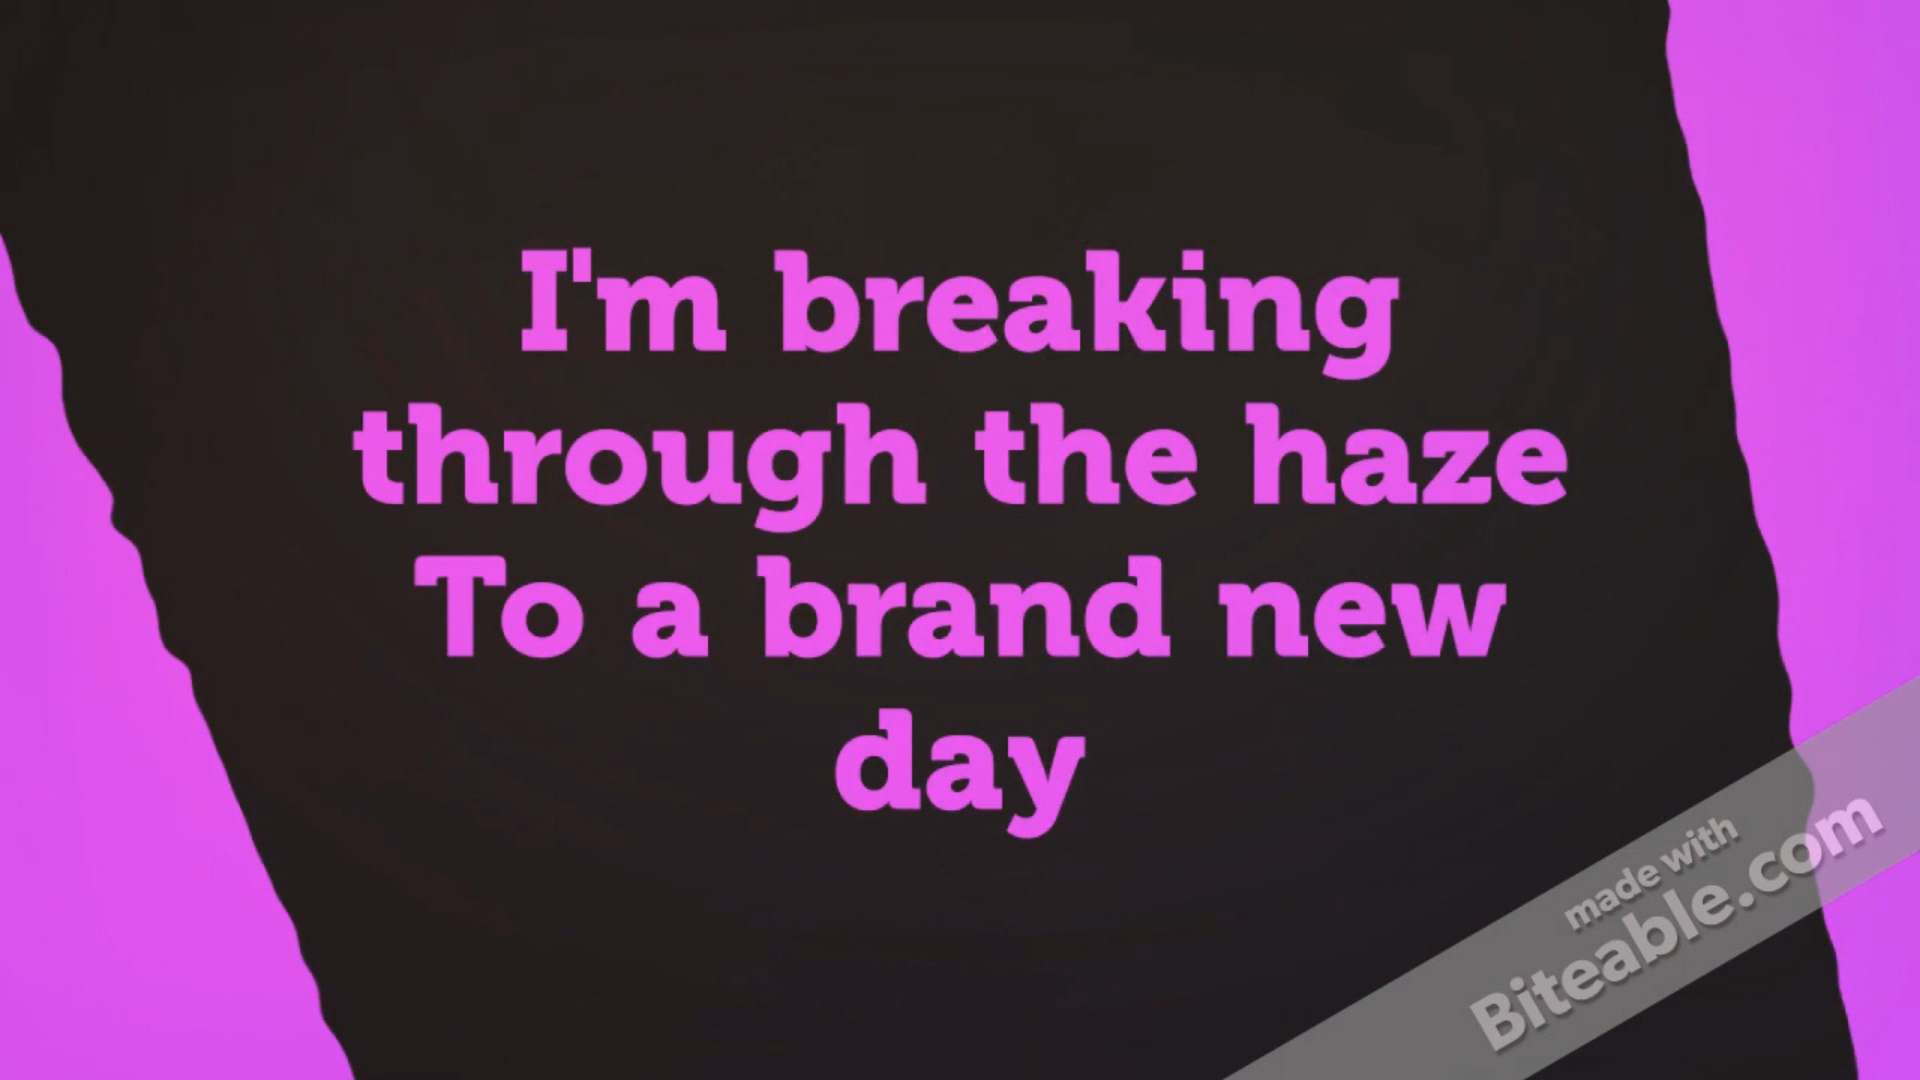 I'm breaking
through the haze
To a brand new
day
made with
Biteable.com